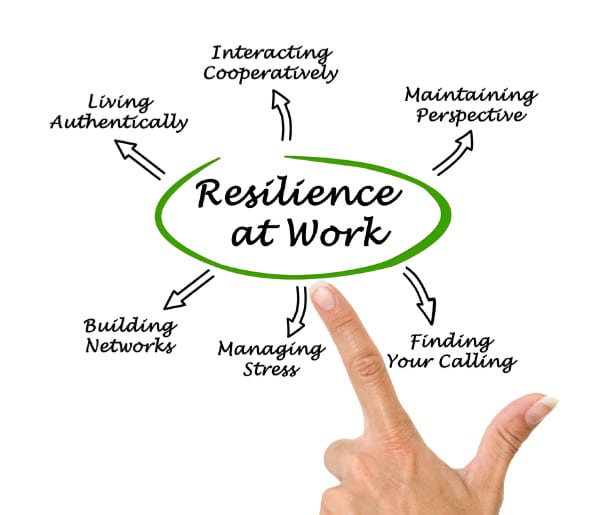 Interacting
Cooperatively
Living
Authentically
Maintaining
Perspective
Resilience
at Work
Building
Networks
Managing
Stress
Finding
Your Calling